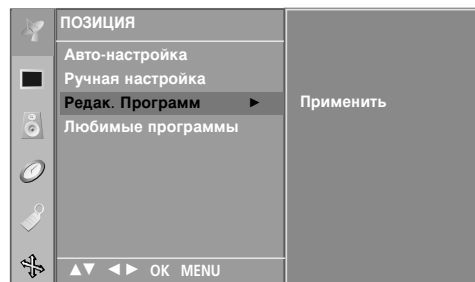 ПОЗИЦИЯ
Авто-настройка
Ручная настройка
Редак. Программ ►
Применить
Любимые программы
▲▼ ◄► OK MENU